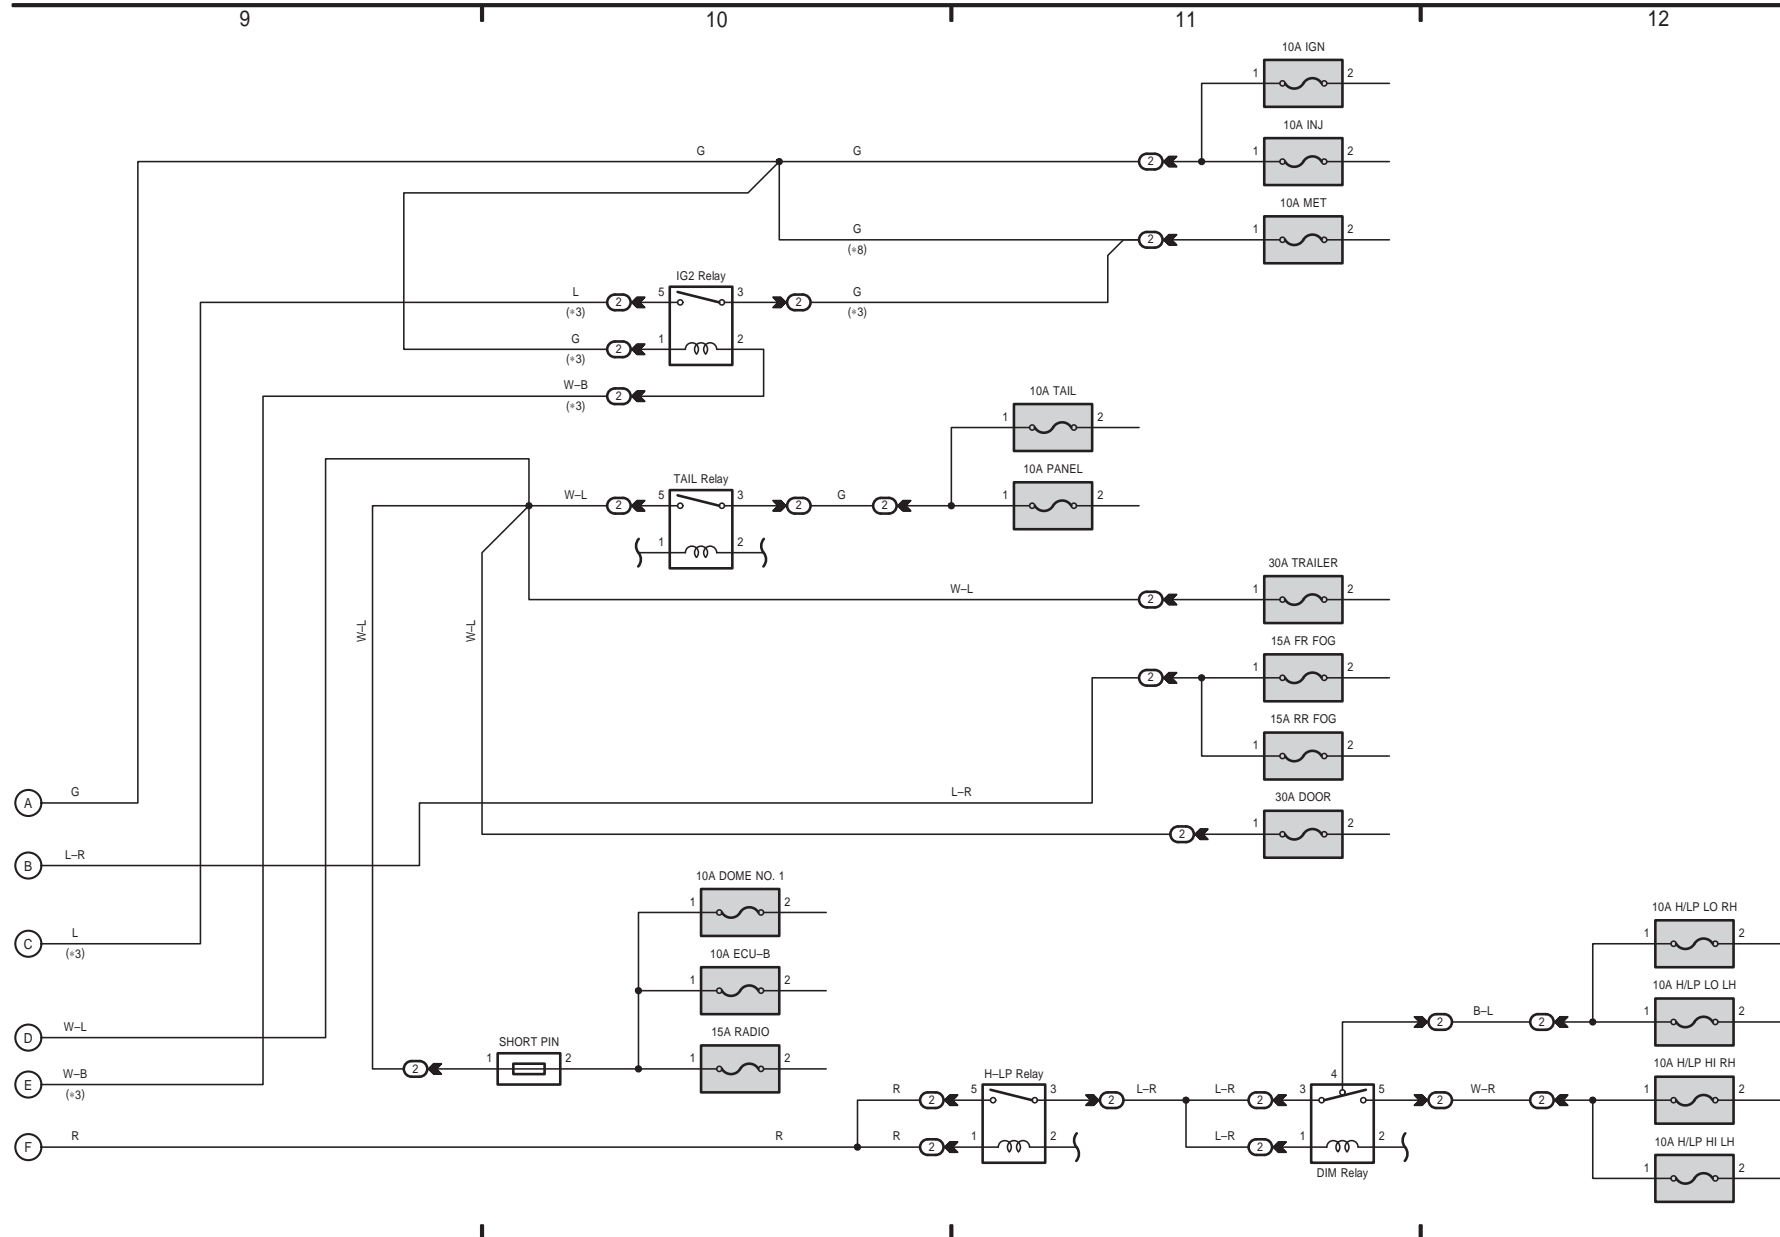 9 10 11 12
10A IGN
1 2
10A INJ
G G 2 1 2
10A MET
1 2
G 2
(*8)
IG2 Relay
L 2 5 3 2 G
(*3) (*3)
G 2 1 2
(*3)
W–B 2
(*3)
10A TAIL
1 2
TAIL Relay 10A PANEL
W–L 2 5 3 2 G 2 1 2
1 2
30A TRAILER
W–L 2 1 2
W–L W–L
15A FR FOG
2 1 2
15A RR FOG
1 2
A G L–R 30A DOOR
2 1 2
B L–R
10A DOME NO. 1
1 2
10A H/LP LO RH
1 2
C L
(*3)
10A ECU–B
1 2
10A H/LP LO LH
2 B–L 2 1 2
D W–L
SHORT PIN 15A RADIO
2 1 2 1 2
E W–B
(*3)
H–LP Relay 4 10A H/LP HI RH
R 2 5 3 2 L–R L–R 2 3 5 2 W–R 2 1 2
F R R R 2 1 2 L–R 2 1 2
10A H/LP HI LH
1 2
DIM Relay